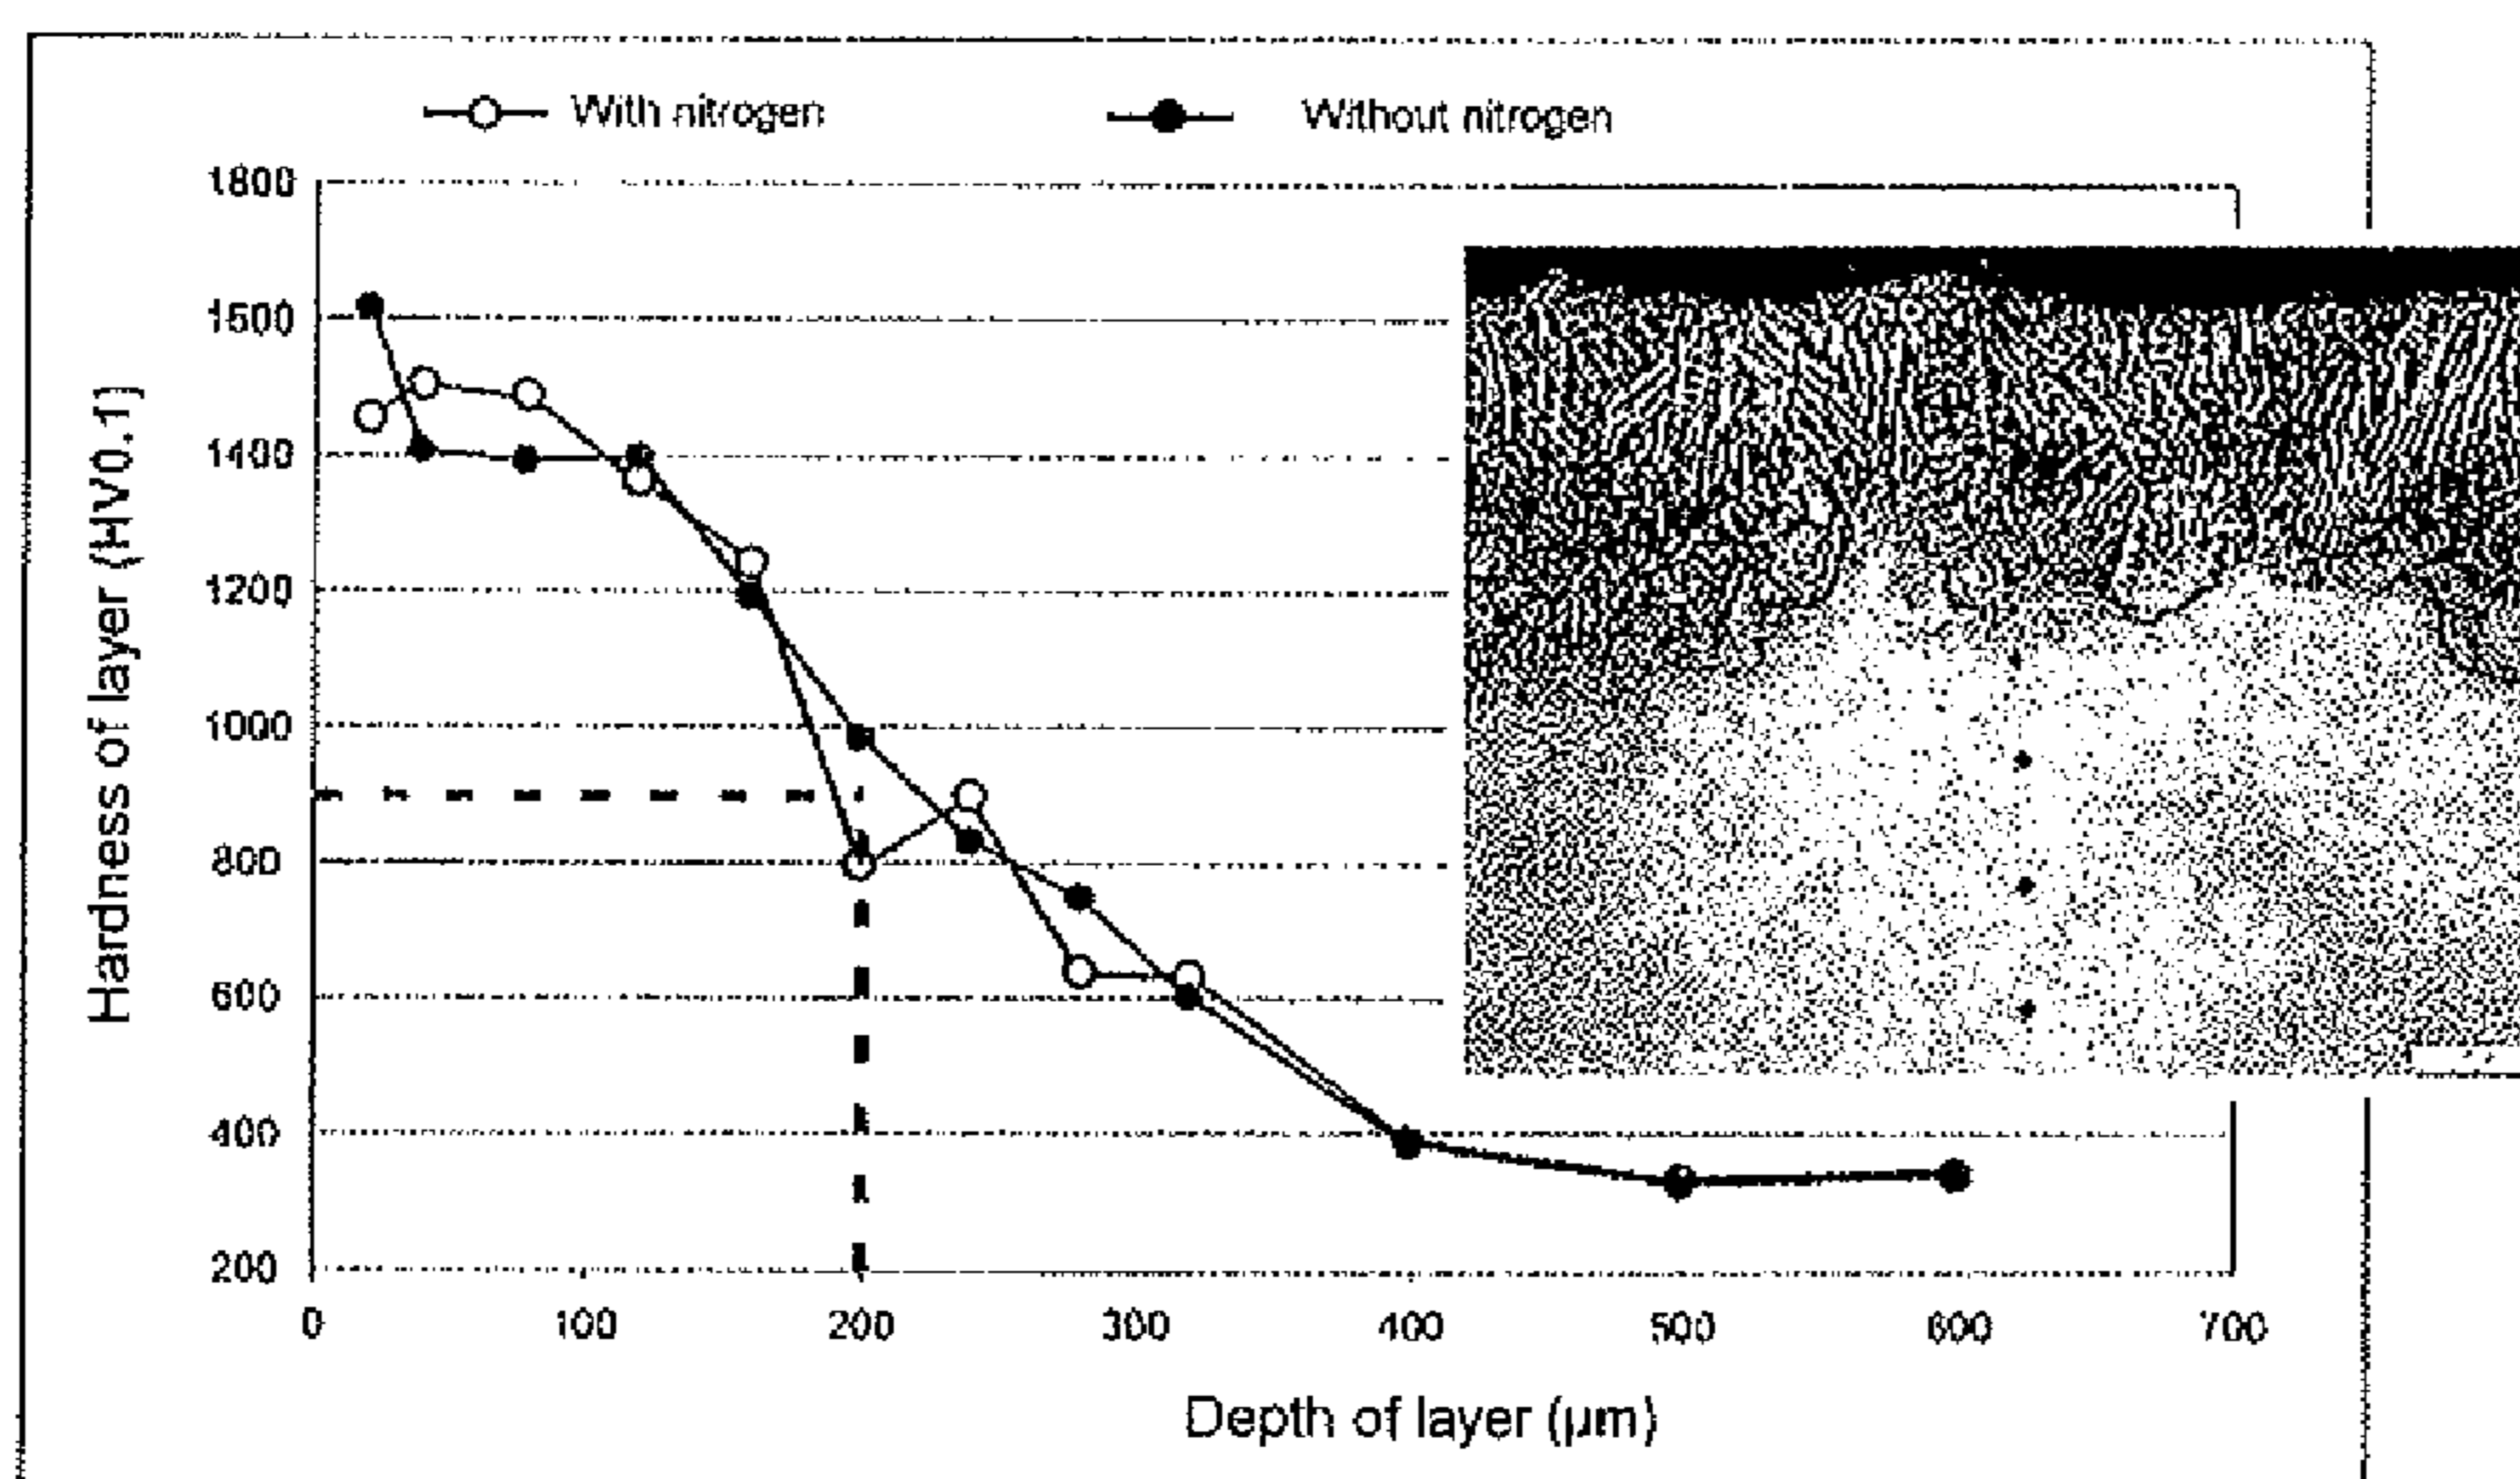 With nitrogen
Without nitrogen
1800
1500
1400
1200
1000
800
600
400
200
Hardness of layer (HV0.1)
0 100 200 300 400 500 600 700
Depth of layer (µm)